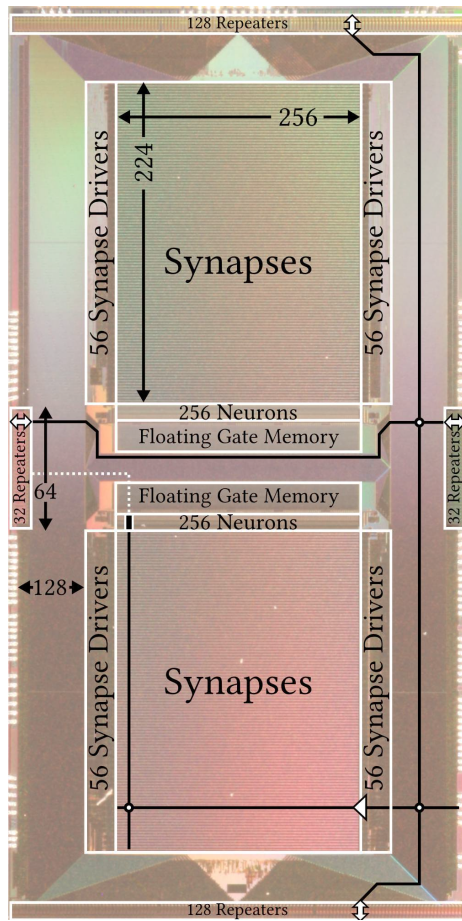 128 Repeaters
256
224
56 Synapse Drivers
Synapses
56 Synapse Drivers
256 Neurons
Floating Gate Memory
32 Repeaters
64
32 Repeaters
Floating Gate Memory
256 Neurons
128
56 Synapse Drivers
Synapses
56 Synapse Drivers
128 Repeaters